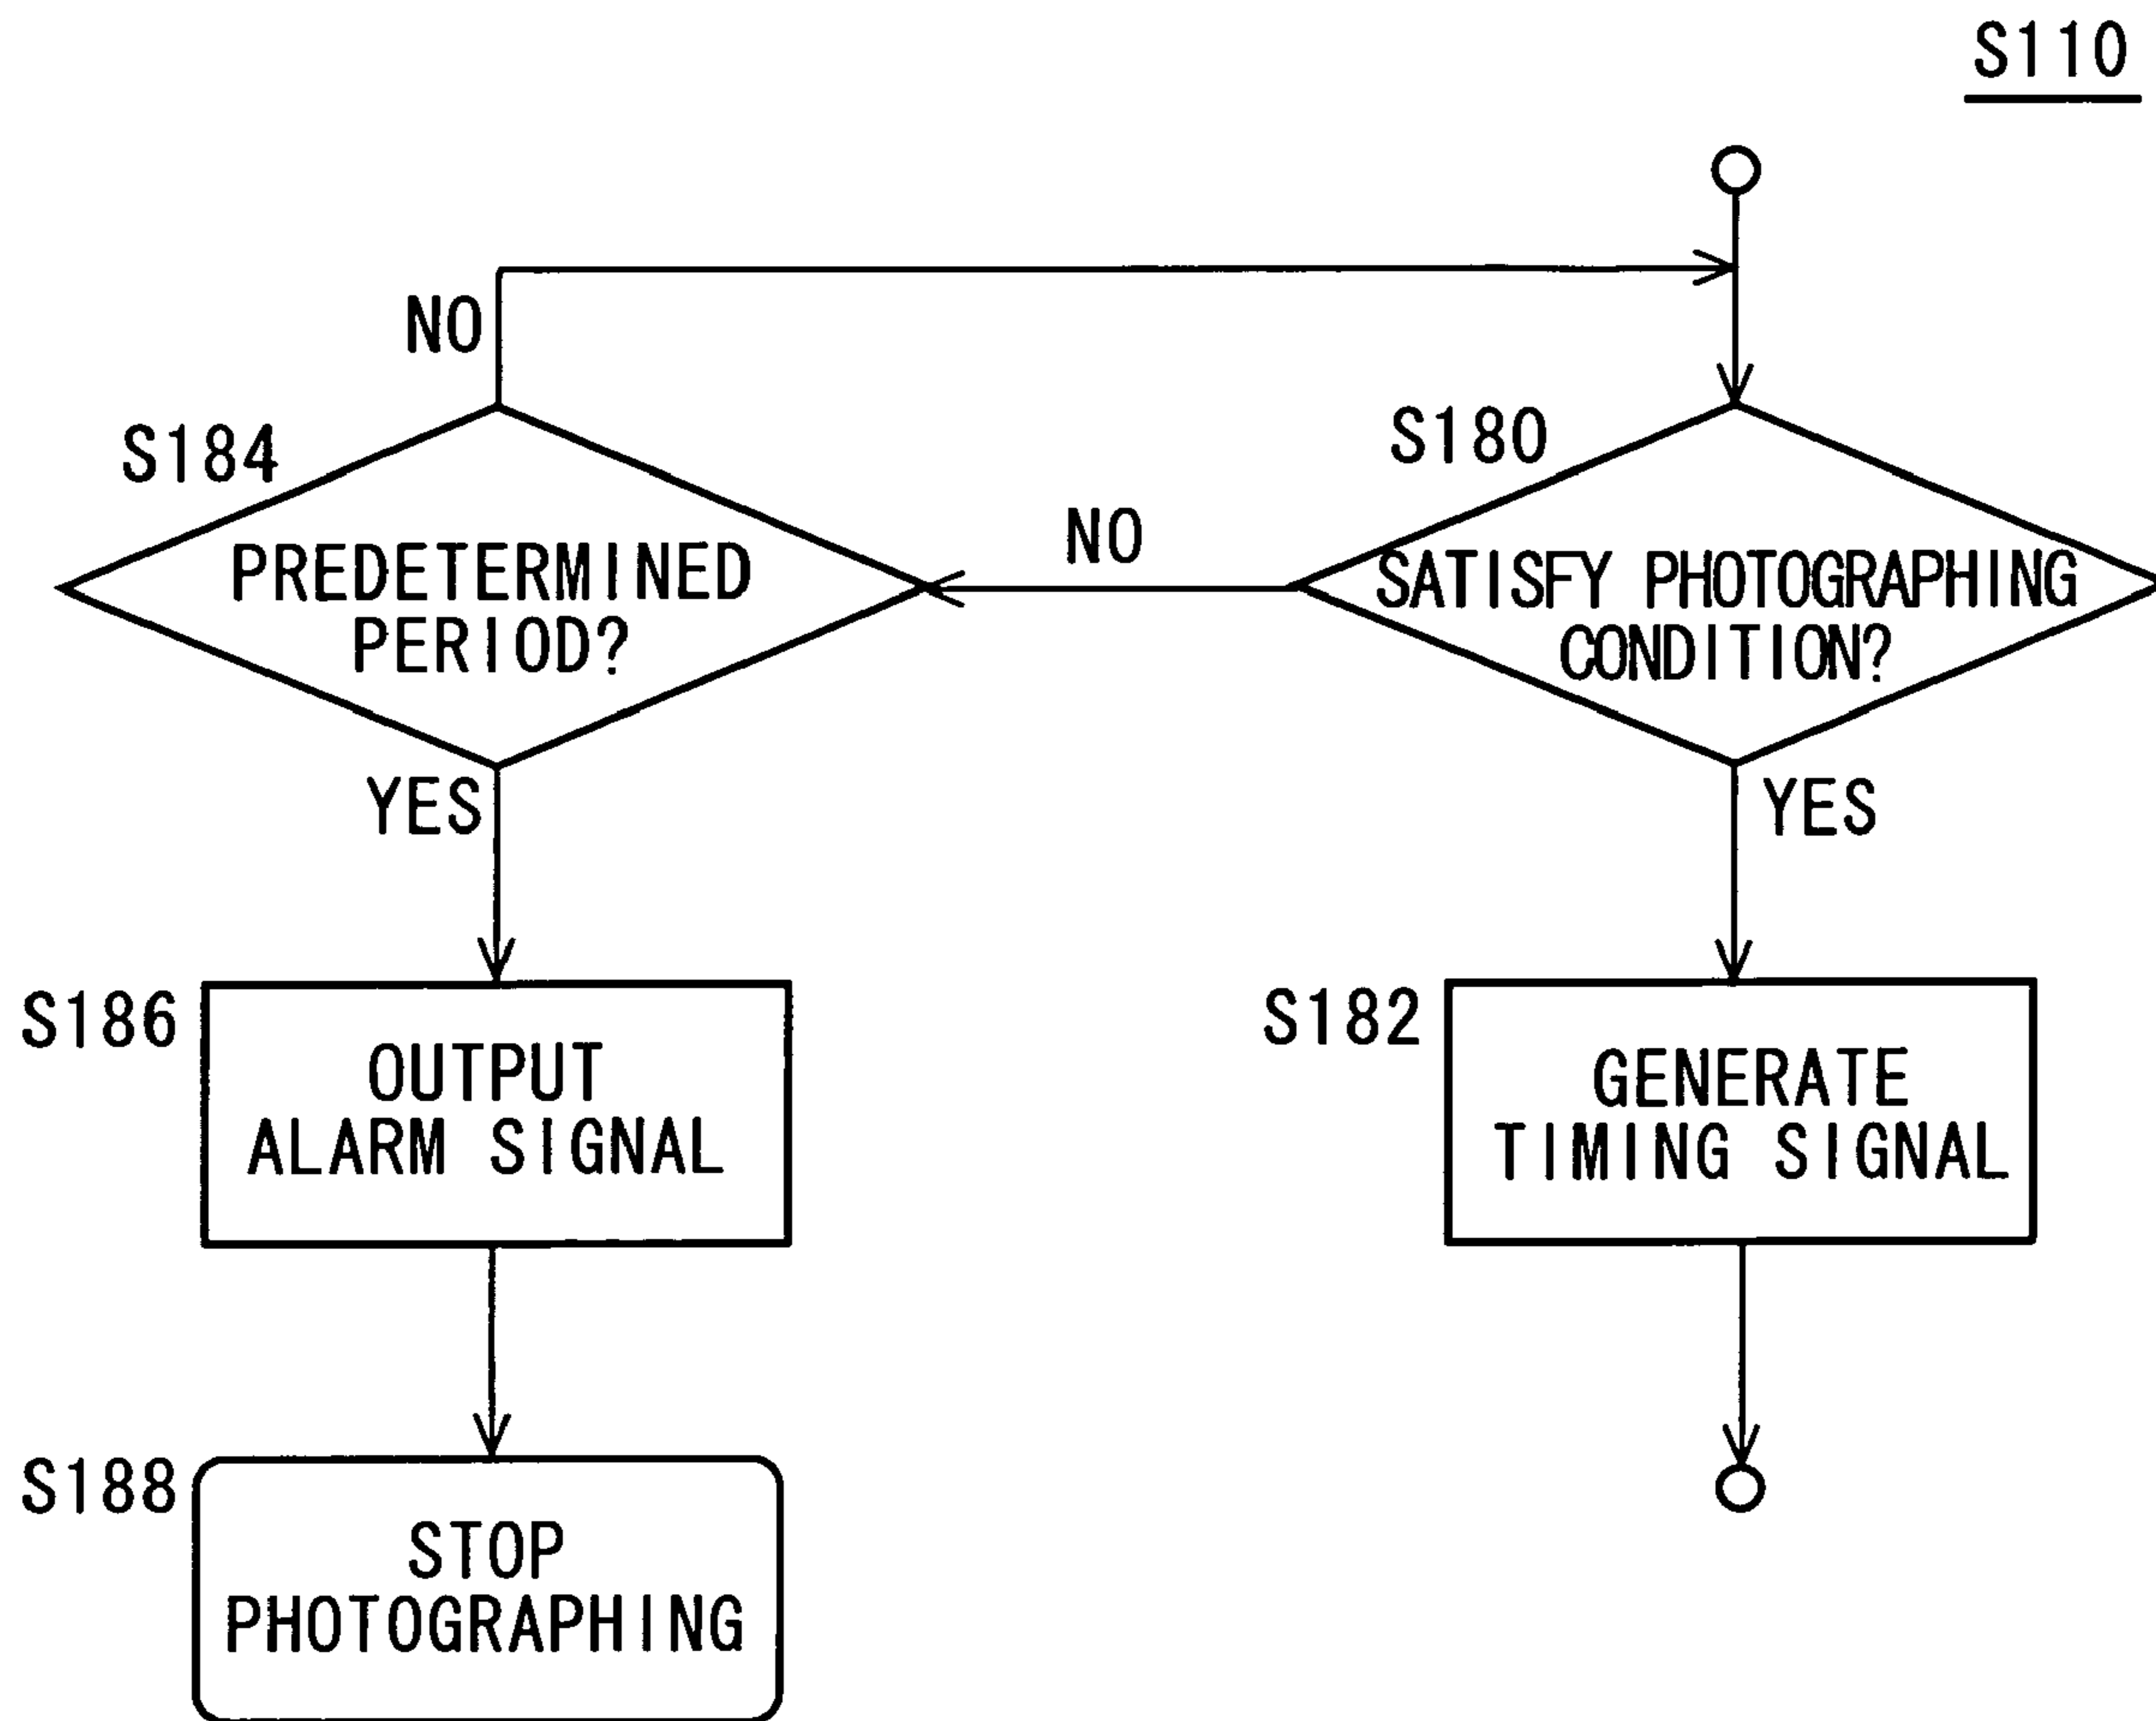 S110
NO
S184
S180
PREDETERMINED
PERIOD?
NO
SATISFY PHOTOGRAPHING
CONDITION?
YES
YES
S186
OUTPUT
ALARM SIGNAL
S182
GENERATE
TIMING SIGNAL
S188
STOP
PHOTOGRAPHING